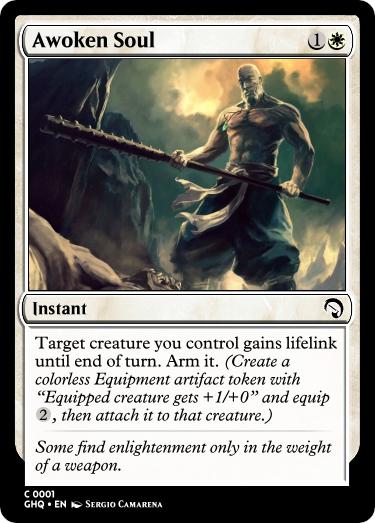 Awoken Soul 1
Instant
Target creature you control gains lifelink
until end of turn. Arm it. (Create a
colorless Equipment artifact token with
“Equipped creature gets +1/+0” and equip
2, then attach it to that creature.)
Some find enlightenment only in the weight
of a weapon.
C 0001
GHQ • EN Sergio Camarena